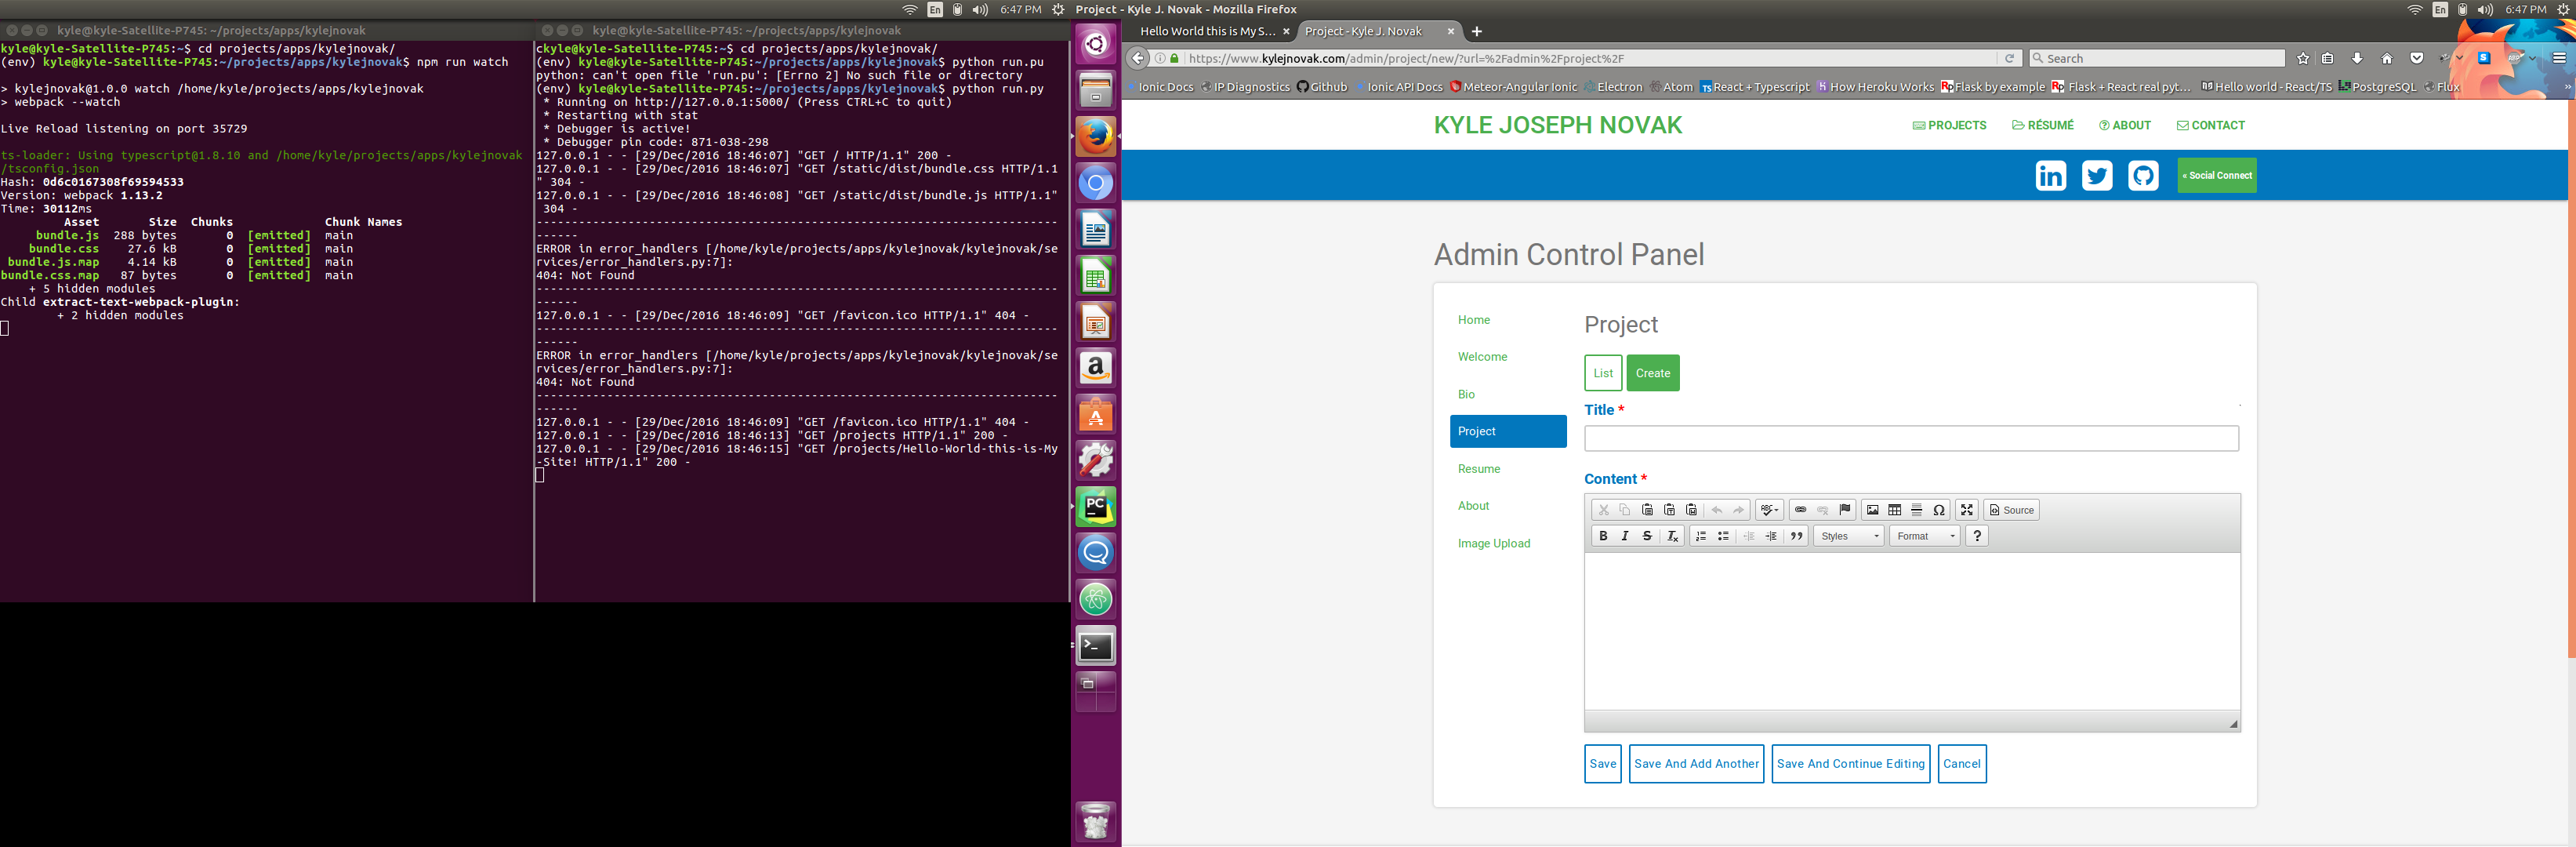 En 6:47 PM
kyle@kyle-Satellite-P745: ~/projects/apps/kylejnovak
kyle@kyle-Satellite-P745:~$ cd projects/apps/kylejnovak/
(env) kyle@kyle-Satellite-P745:~/projects/apps/kylejnovak$ npm run watch
> kylejnovak@1.0.0 watch /home/kyle/projects/apps/kylejnovak
> webpack --watch
Live Reload listening on port 35729
ts-loader: Using typescript@1.8.10 and /home/kyle/projects/apps/kylejnovak
/tsconfig.json
Hash: 0d6c0167308f69594533
Version: webpack 1.13.2
Time: 30112ms
Asset Size Chunks Chunk Names
bundle.js 288 bytes 0 [emitted] main
bundle.css 27.6 kB 0 [emitted] main
bundle.js.map 4.14 kB 0 [emitted] main
bundle.css.map 87 bytes 0 [emitted] main
+ 5 hidden modules
Child extract-text-webpack-plugin:
+ 2 hidden modules
kyle@kyle-Satellite-P745: ~/projects/apps/kylejnovak
ckyle@kyle-Satellite-P745:~$ cd projects/apps/kylejnovak/
(env) kyle@kyle-Satellite-P745:~/projects/apps/kylejnovak$ python run.pu
python: can't open file 'run.pu': [Errno 2] No such file or directory
(env) kyle@kyle-Satellite-P745:~/projects/apps/kylejnovak$ python run.py
* Running on http://127.0.0.1:5000/ (Press CTRL+C to quit)
* Restarting with stat
* Debugger is active!
* Debugger pin code: 871-038-298
127.0.0.1 - - [29/Dec/2016 18:46:07] "GET / HTTP/1.1" 200 -
127.0.0.1 - - [29/Dec/2016 18:46:07] "GET /static/dist/bundle.css HTTP/1.1
" 304 -
127.0.0.1 - - [29/Dec/2016 18:46:08] "GET /static/dist/bundle.js HTTP/1.1"
304 -
--------------------------------------------------------------------------
------
ERROR in error_handlers [/home/kyle/projects/apps/kylejnovak/kylejnovak/se
rvices/error_handlers.py:7]:
404: Not Found
--------------------------------------------------------------------------
------
127.0.0.1 - - [29/Dec/2016 18:46:09] "GET /favicon.ico HTTP/1.1" 404 -
--------------------------------------------------------------------------
------
ERROR in error_handlers [/home/kyle/projects/apps/kylejnovak/kylejnovak/se
rvices/error_handlers.py:7]:
404: Not Found
--------------------------------------------------------------------------
------
127.0.0.1 - - [29/Dec/2016 18:46:09] "GET /favicon.ico HTTP/1.1" 404 -
127.0.0.1 - - [29/Dec/2016 18:46:13] "GET /projects HTTP/1.1" 200 -
127.0.0.1 - - [29/Dec/2016 18:46:15] "GET /projects/Hello-World-this-is-My
-Site! HTTP/1.1" 200 -
Project - Kyle J. Novak - Mozilla Firefox
En 6:47 PM
Hello World this is My S... × Project - Kyle J. Novak ×
https://www.kylejnovak.com/admin/project/new/?url=%2Fadmin%2Fproject%2F
Search
Ionic Docs IP Diagnostics Github Ionic API Docs Meteor-Angular Ionic Electron Atom React + Typescript How Heroku Works Flask by example Flask + React real pyt... Hello world - React/TS PostgreSQL Flux
KYLE JOSEPH NOVAK
PROJECTS RÉSUMÉ ABOUT CONTACT
« Social Connect
Admin Control Panel
Home
Welcome
Bio
Project
Resume
About
Image Upload
Project
List Create
Title *
Content *
Source
Styles Format ?
Save Save And Add Another Save And Continue Editing Cancel